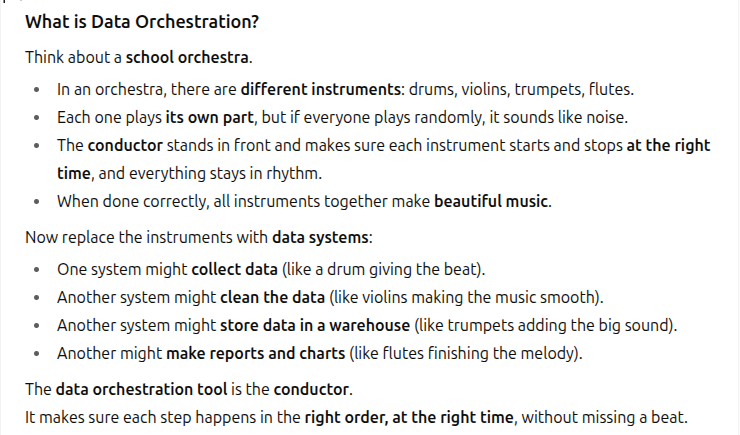 What is Data Orchestration?
Think about a school orchestra.
• In an orchestra, there are different instruments: drums, violins, trumpets, flutes.
• Each one plays its own part, but if everyone plays randomly, it sounds like noise.
• The conductor stands in front and makes sure each instrument starts and stops at the right
time, and everything stays in rhythm.
• When done correctly, all instruments together make beautiful music.
Now replace the instruments with data systems:
• One system might collect data (like a drum giving the beat).
• Another system might clean the data (like violins making the music smooth).
• Another system might store data in a warehouse (like trumpets adding the big sound).
• Another might make reports and charts (like flutes finishing the melody).
The data orchestration tool is the conductor.
It makes sure each step happens in the right order, at the right time, without missing a beat.